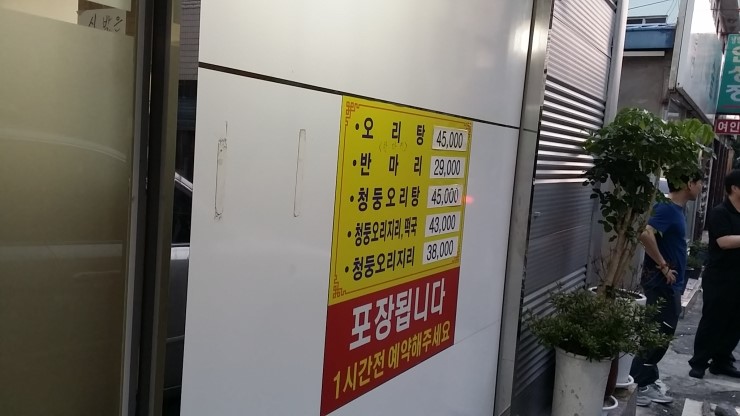 · 오 리 탕 45,000
· 반 마 리 29,000
· 청둥오리탕 45,000
· 청둥오리지리, 떡국 43,000
· 청둥오리지리 38,000
포장됩니다
1시간전 예약해주세요
여인